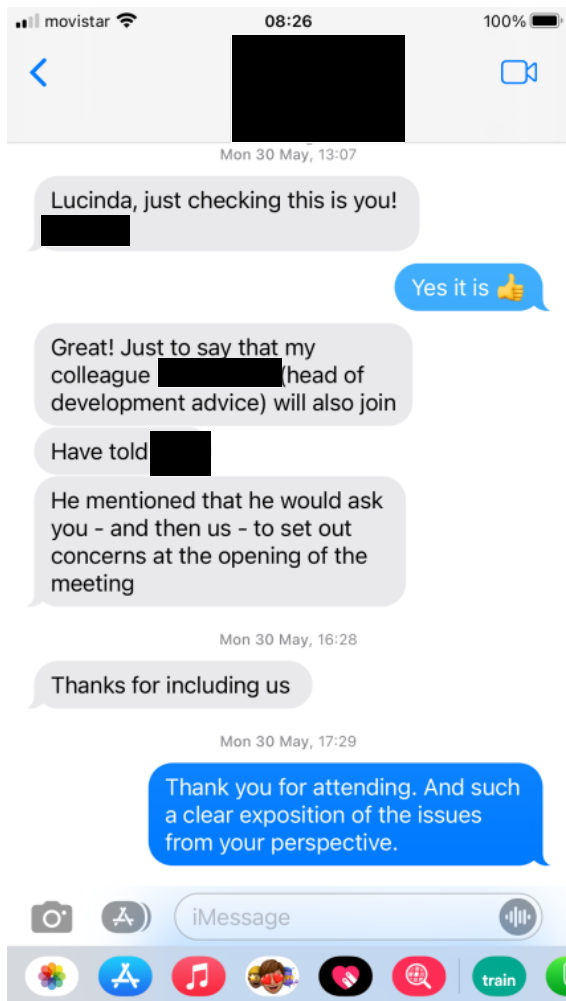 movistar 08:26 100%
Mon 30 May, 13:07
Lucinda, just checking this is you!
Yes it is 👍
Great! Just to say that my
colleague (head of
development advice) will also join
Have told
He mentioned that he would ask
you - and then us - to set out
concerns at the opening of the
meeting
Mon 30 May, 16:28
Thanks for including us
Mon 30 May, 17:29
Thank you for attending. And such
a clear exposition of the issues
from your perspective.
iMessage
train